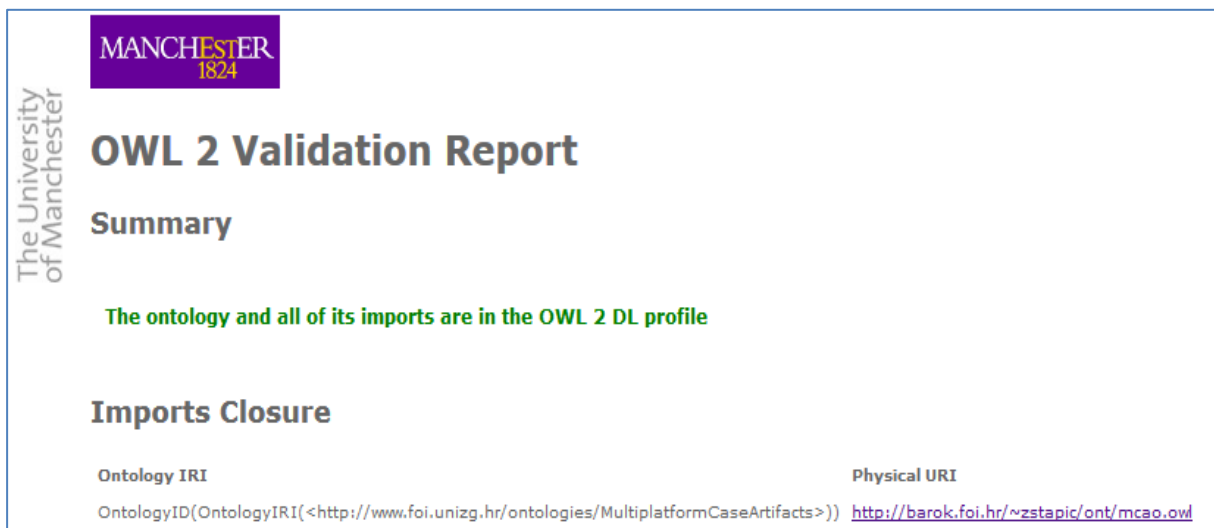 MANCHESTER
1824
The University
of Manchester
OWL 2 Validation Report
Summary
The ontology and all of its imports are in the OWL 2 DL profile
Imports Closure
Ontology IRI Physical URI
OntologyID(OntologyIRI(<http://www.foi.unizg.hr/ontologies/MultiplatformCaseArtifacts>)) http://barok.foi.hr/~zstapic/ont/mcao.owl